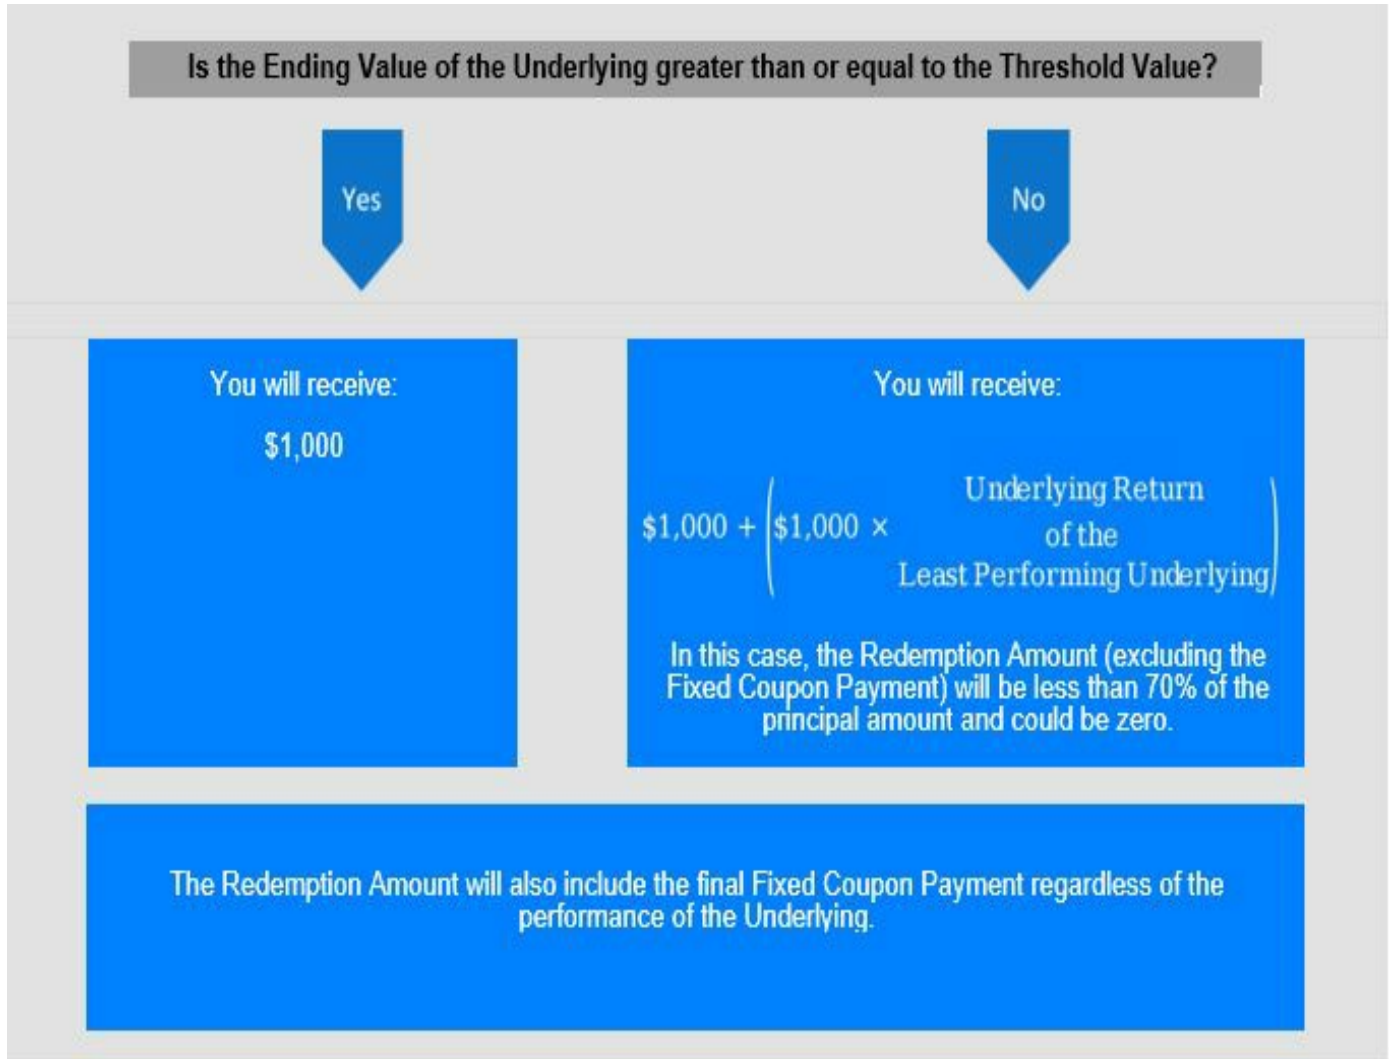 Is the Ending Value of the Underlying greater than or equal to the Threshold Value?
Yes
No
You will receive:
$1,000
You will receive:
$1,000 + ($1,000 × Underlying Return
of the
Least Performing Underlying)
In this case, the Redemption Amount (excluding the
Fixed Coupon Payment) will be less than 70% of the
principal amount and could be zero.
The Redemption Amount will also include the final Fixed Coupon Payment regardless of the
performance of the Underlying.